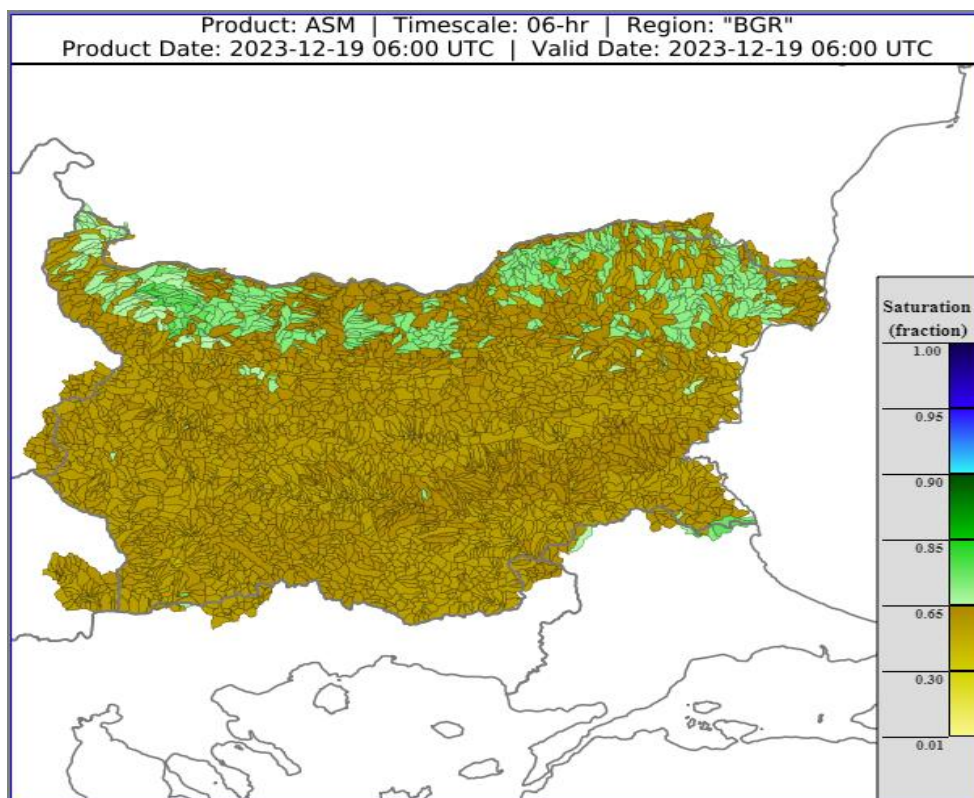 Product: ASM | Timescale: 06-hr | Region: "BGR"
Product Date: 2023-12-19 06:00 UTC | Valid Date: 2023-12-19 06:00 UTC
Saturation
(fraction)
1.00
0.95
0.90
0.85
0.65
0.30
0.01